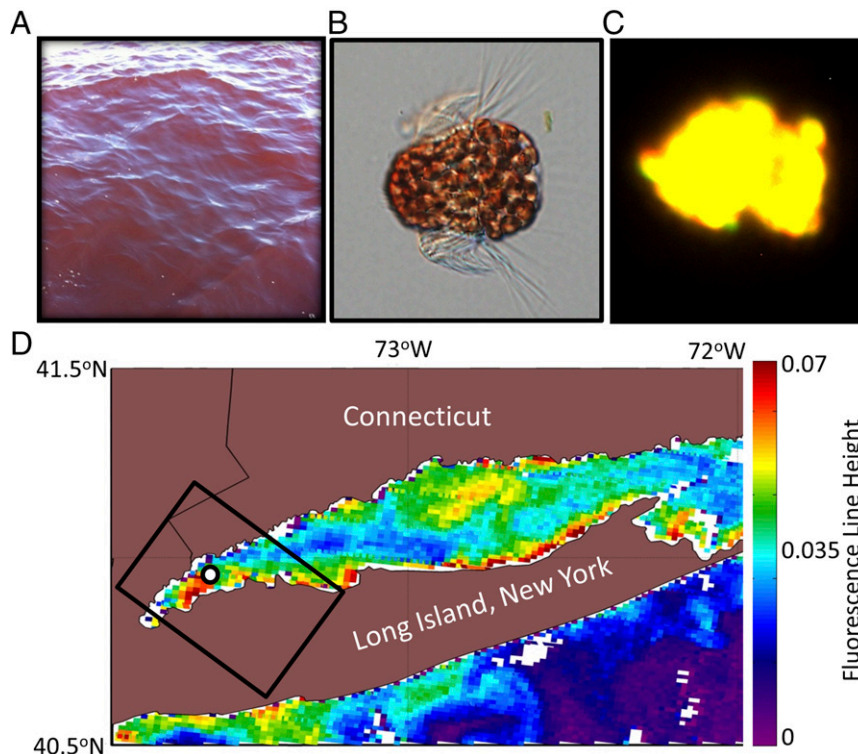 A
B
C
D
73°W
72°W
41.5°N
0.07
Connecticut
0.035
Long Island, New York
40.5°N
0
Fluorescence Line Height